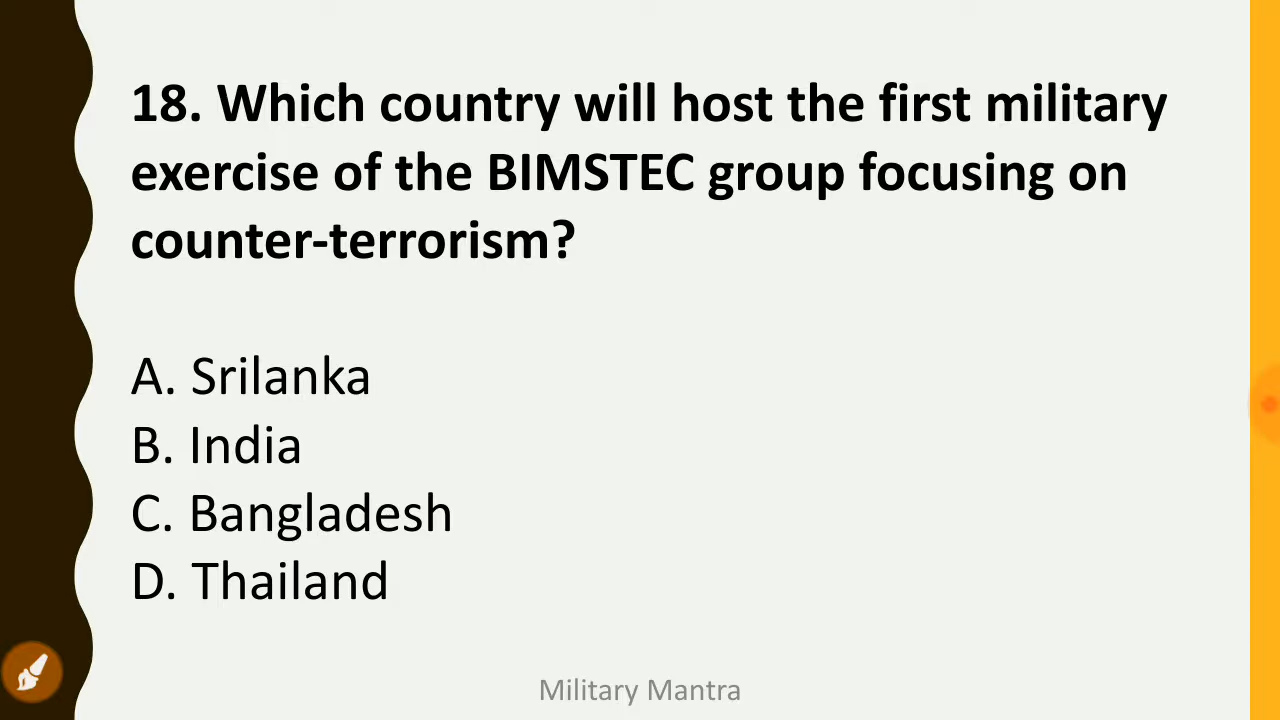 18. Which country will host the first military
exercise of the BIMSTEC group focusing on
counter-terrorism?
A. Srilanka
B. India
C. Bangladesh
D. Thailand
Military Mantra